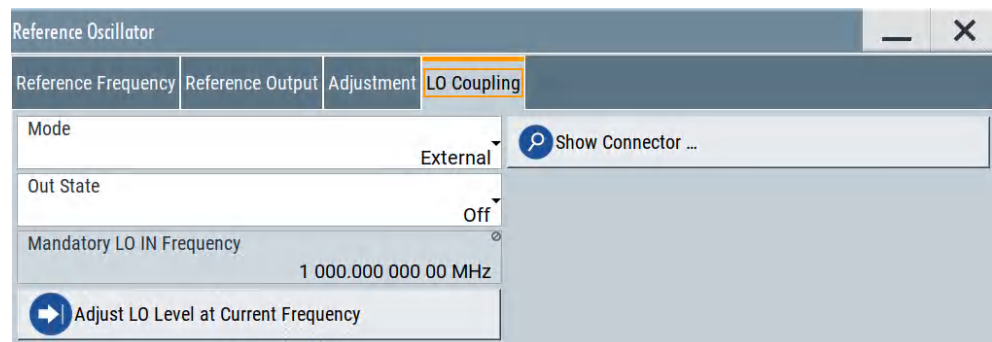 Reference Oscillator
Reference Frequency Reference Output Adjustment LO Coupling
Mode
External
Show Connector ...
Out State
Off
Mandatory LO IN Frequency
1 000.000 000 00 MHz
Adjust LO Level at Current Frequency